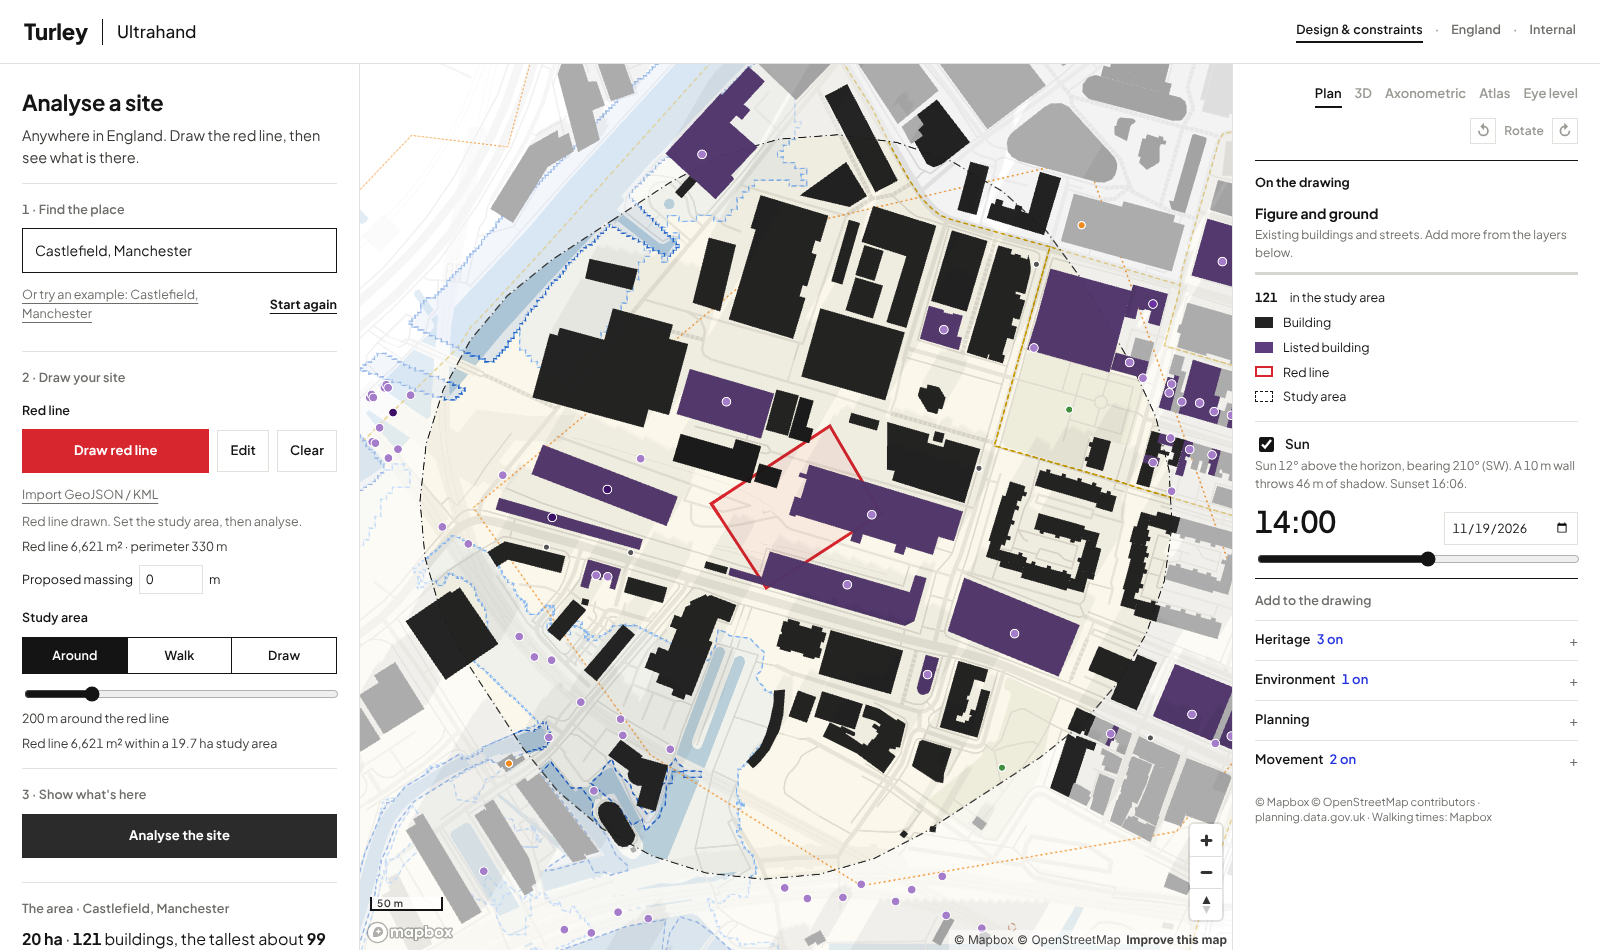 Turley
Ultrahand
Design & constraints · England · Internal
Analyse a site
Anywhere in England. Draw the red line, then
see what is there.
1 · Find the place
Castlefield, Manchester
Or try an example: Castlefield,
Manchester
Start again
2 · Draw your site
Red line
Draw red line
Edit
Clear
Import GeoJSON / KML
Red line drawn. Set the study area, then analyse.
Red line 6,621 m² · perimeter 330 m
Proposed massing 0 m
Study area
Around
Walk
Draw
200 m around the red line
Red line 6,621 m² within a 19.7 ha study area
3 · Show what's here
Analyse the site
The area · Castlefield, Manchester
20 ha · 121 buildings, the tallest about 99
50 m
mapbox
© Mapbox © OpenStreetMap Improve this map
Plan 3D Axonometric Atlas Eye level
Rotate
On the drawing
Figure and ground
Existing buildings and streets. Add more from the layers
below.
121 in the study area
Building
Listed building
Red line
Study area
Sun
Sun 12° above the horizon, bearing 210° (SW). A 10 m wall
throws 46 m of shadow. Sunset 16:06.
14:00
11/19/2026
Add to the drawing
Heritage 3 on +
Environment 1 on +
Planning +
Movement 2 on +
© Mapbox © OpenStreetMap contributors ·
planning.data.gov.uk · Walking times: Mapbox